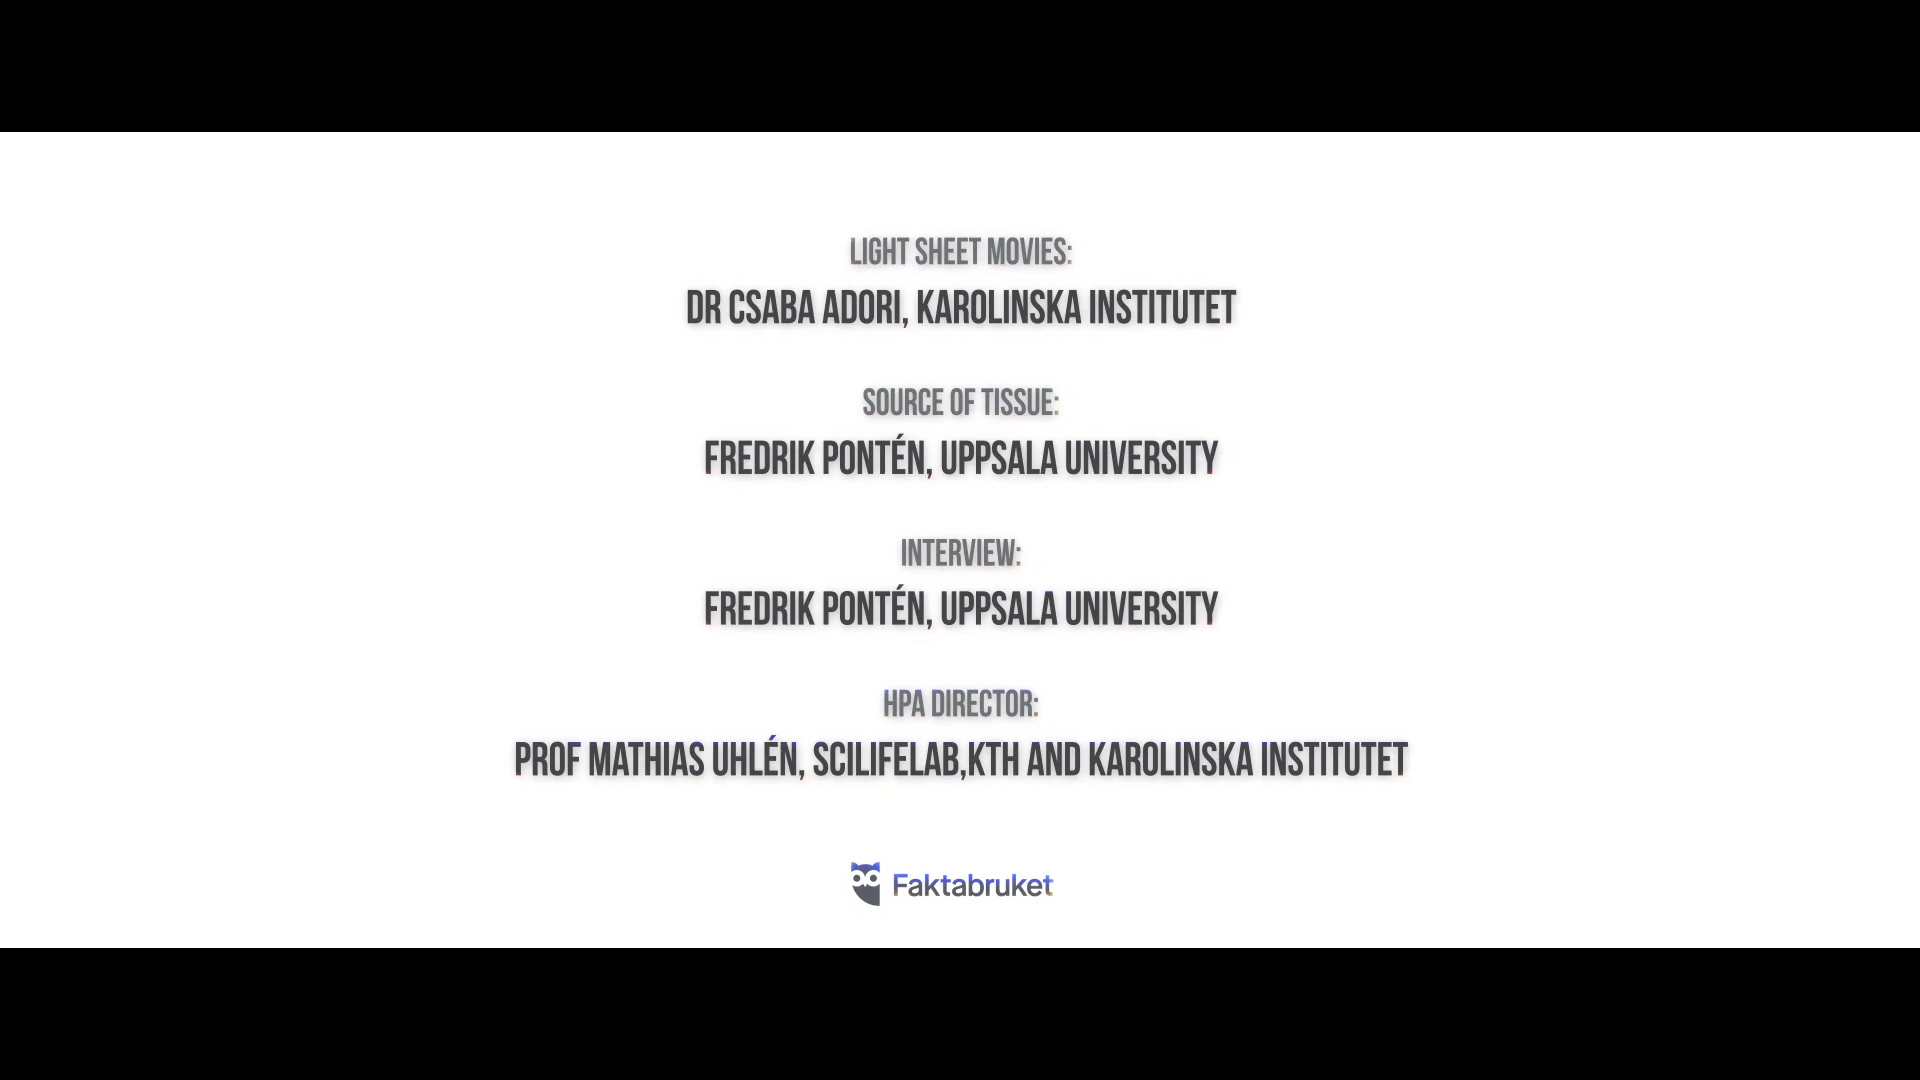 LIGHT SHEET MOVIES:
DR CSABA ADORI, KAROLINSKA INSTITUTET
SOURCE OF TISSUE:
FREDRIK PONTÉN, UPPSALA UNIVERSITY
INTERVIEW:
FREDRIK PONTÉN, UPPSALA UNIVERSITY
HPA DIRECTOR:
PROF MATHIAS UHLÉN, SCILIFELAB,KTH AND KAROLINSKA INSTITUTET
Faktabruket